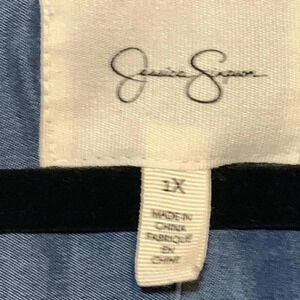 Jessica Simpson
1X
MADE IN
CHINA
FABRIQUÉ
EN CHINE